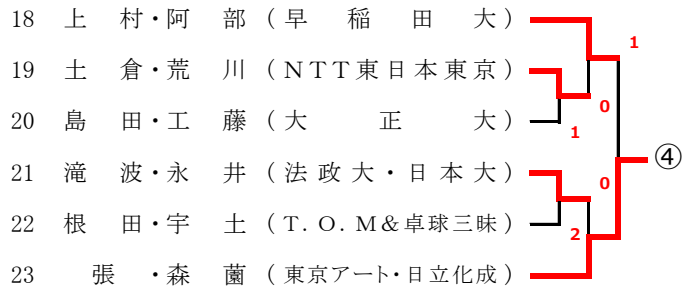 18 上 村・阿 部 (早 稲 田 大)
1
19 土 倉・荒 川 (NTT東日本東京)
0
20 島 田・工 藤 (大 正 大)
1
④
21 滝 波・永 井 (法政大・日本大)
0
22 根 田・宇 土 (T.O.M&卓球三昧)
2
23 張 ・森 薗 (東京アート・日立化成)